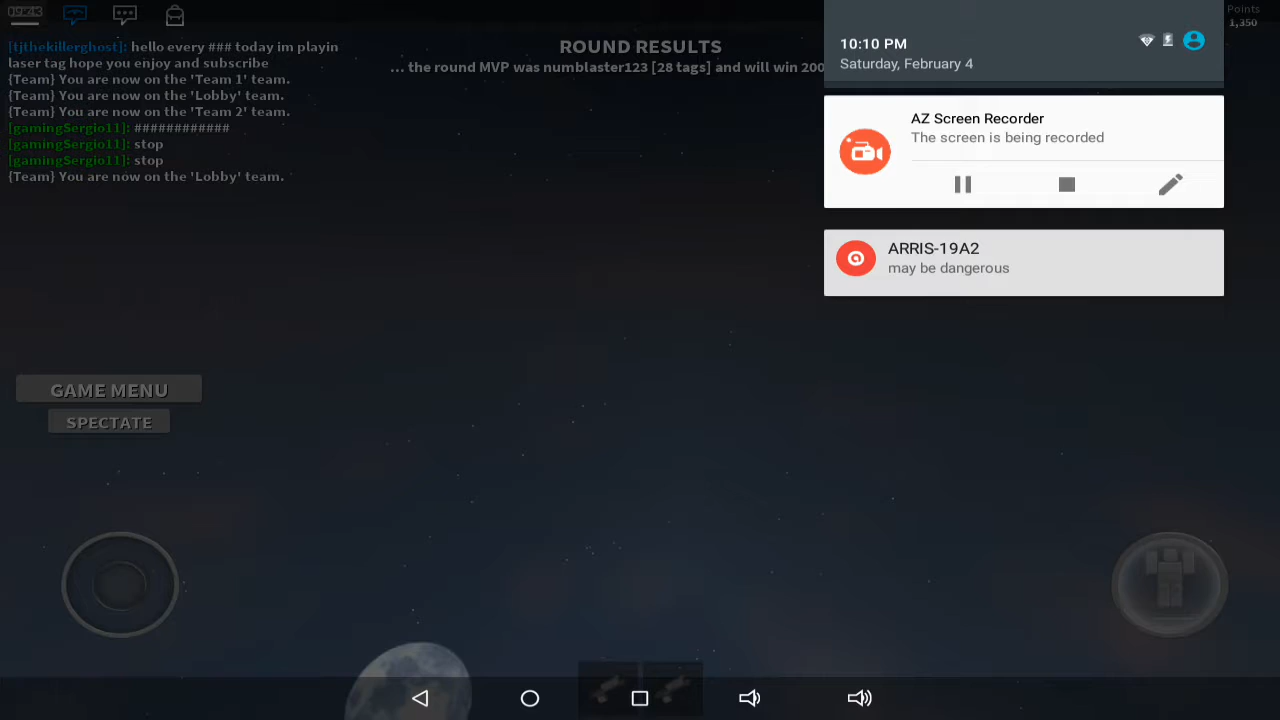 09:43
[tjthekillerghost]: hello every ### today im playin
laser tag hope you enjoy and subscribe
{Team} You are now on the 'Team 1' team.
{Team} You are now on the 'Lobby' team.
{Team} You are now on the 'Team 2' team.
[gamingSergio11]: ############
[gamingSergio11]: stop
[gamingSergio11]: stop
{Team} You are now on the 'Lobby' team.
GAME MENU
SPECTATE
ROUND RESULTS
... the round MVP was numblaster123 [28 tags] and will win 200
Points
1,350
10:10 PM
Saturday, February 4
AZ Screen Recorder
The screen is being recorded
ARRIS-19A2
may be dangerous